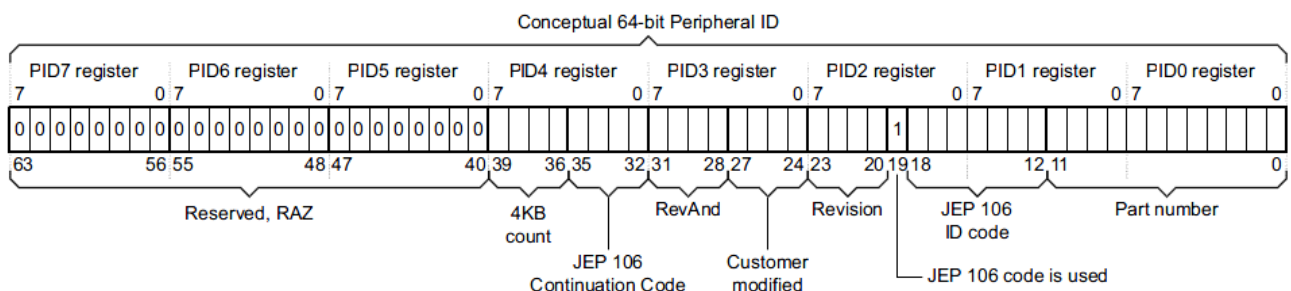 Conceptual 64-bit Peripheral ID
PID7 register PID6 register PID5 register PID4 register PID3 register PID2 register PID1 register PID0 register
7 0 7 0 7 0 7 0 7 0 7 0 7 0 7 0
0 0 0 0 0 0 0 0 0 0 0 0 0 0 0 0 0 0 0 0 0 0 0 0 1
63 56 55 48 47 40 39 36 35 32 31 28 27 24 23 20 19 18 12 11 0
Reserved, RAZ 4KB RevAnd Revision JEP 106 Part number
count ID code
JEP 106 Customer JEP 106 code is used
Continuation Code modified